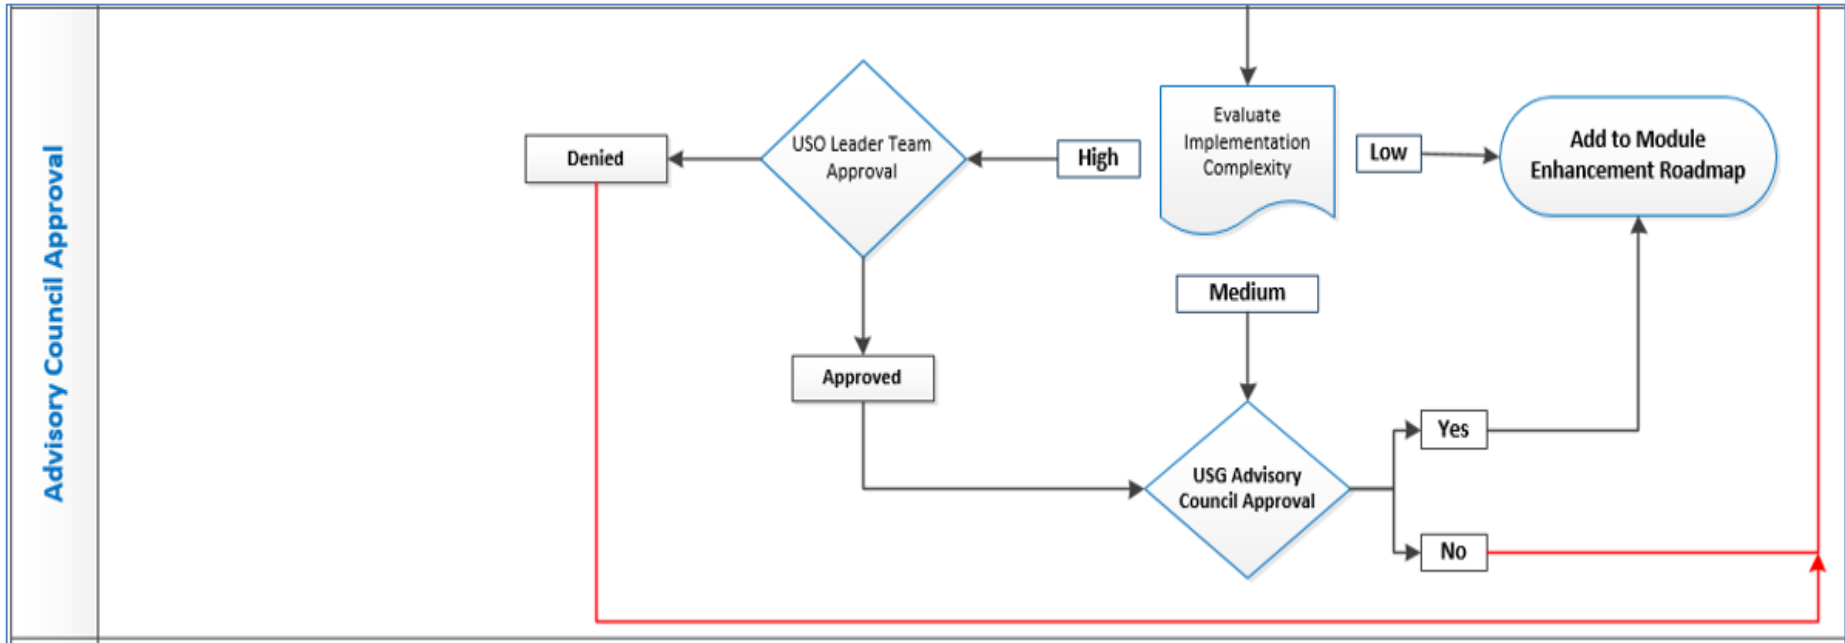 Advisory Council Approval
Denied
USO Leader Team
Approval
High
Evaluate
Implementation
Complexity
Low
Add to Module
Enhancement Roadmap
Medium
Approved
USG Advisory
Council Approval
Yes
No